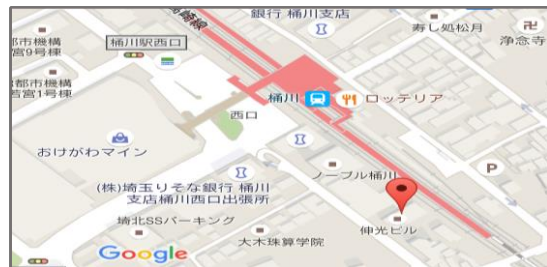 銀行 桶川支店
寿し処松月
桶川駅西口
浄念寺
都市機構
若宮9号棟
都市機構
若宮1号棟
桶川
ロッテリア
西口
おけがわマイン
P
ノーブル桶川
(株)埼玉りそな銀行 桶川
支店桶川西口出張所
伸光ビル
埼北SSパーキング
大木珠算学院
Google